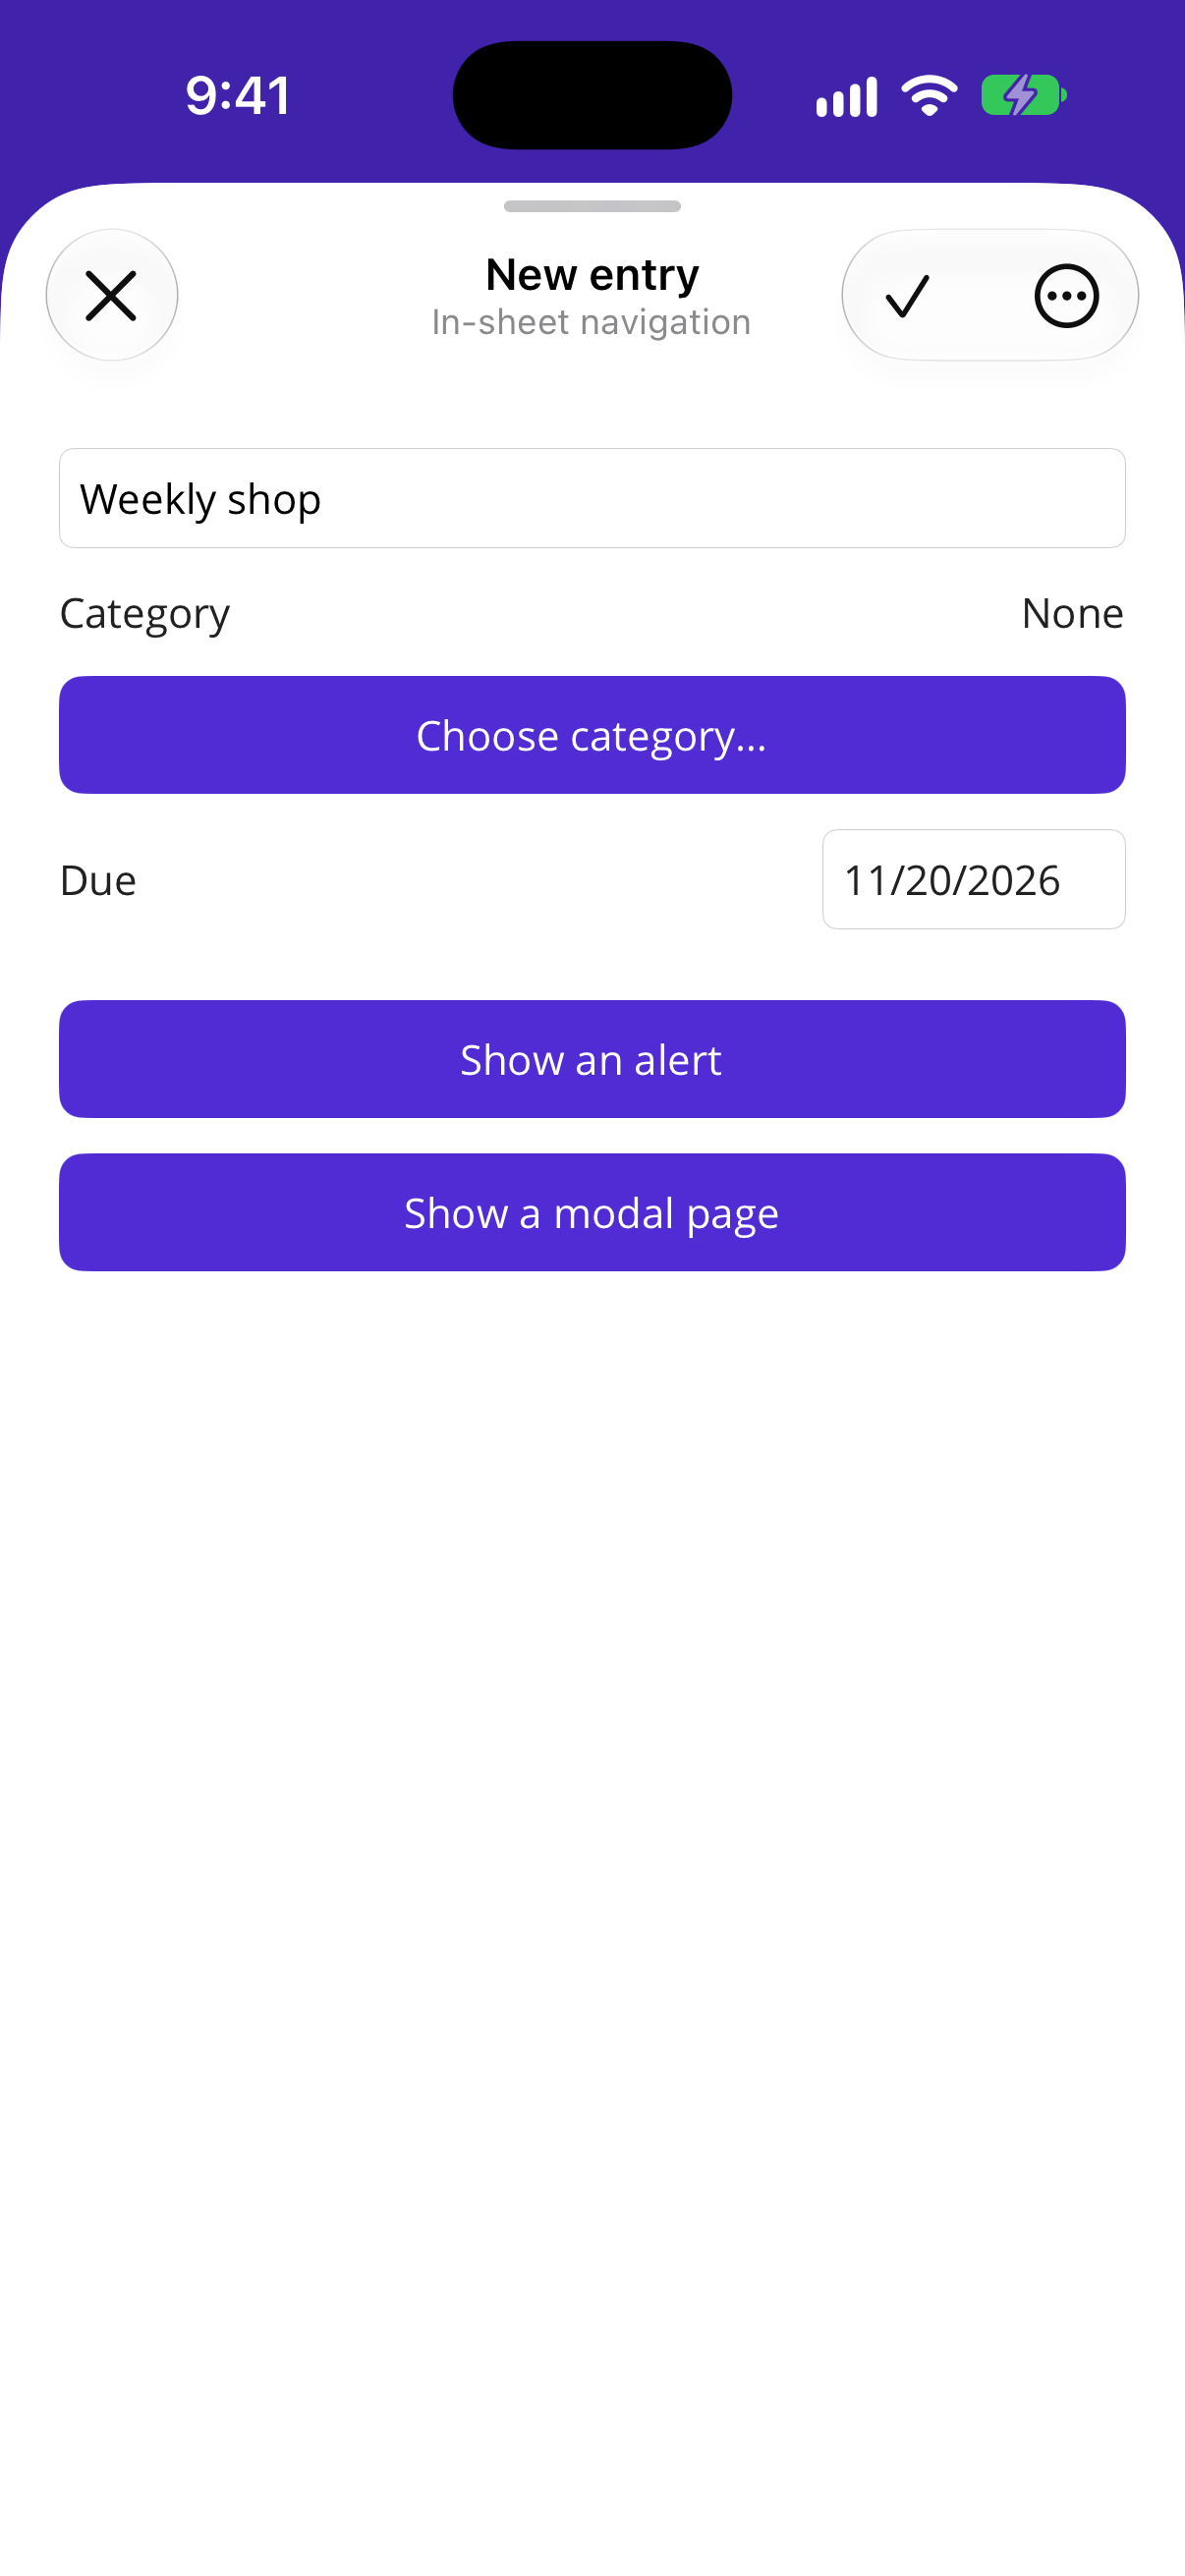 9:41
New entry
In-sheet navigation
Weekly shop
Category
None
Choose category...
Due
11/20/2026
Show an alert
Show a modal page